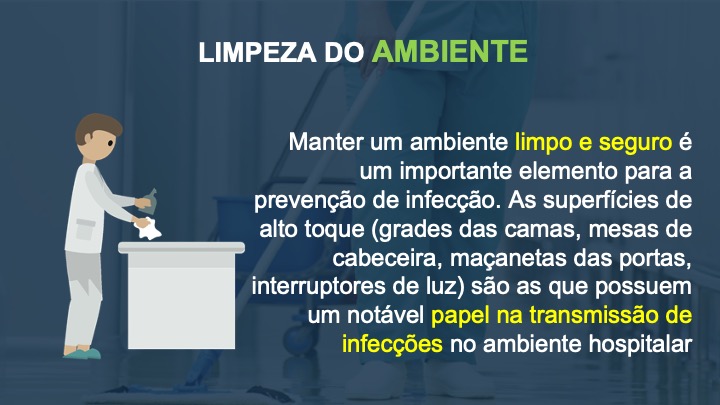 LIMPEZA DO AMBIENTE
Manter um ambiente limpo e seguro é
um importante elemento para a
prevenção de infecção. As superfícies de
alto toque (grades das camas, mesas de
cabeceira, maçanetas das portas,
interruptores de luz) são as que possuem
um notável papel na transmissão de
infecções no ambiente hospitalar